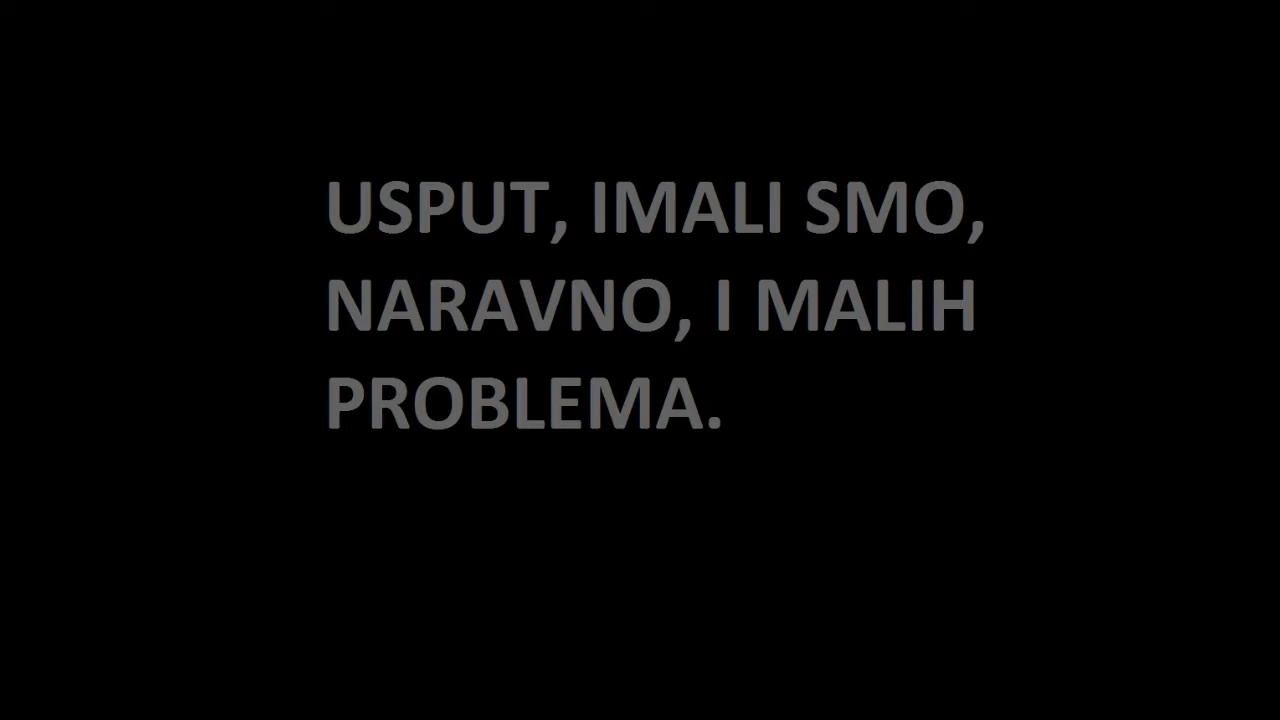 USPUT, IMALI SMO,
NARAVNO, I MALIH
PROBLEMA.